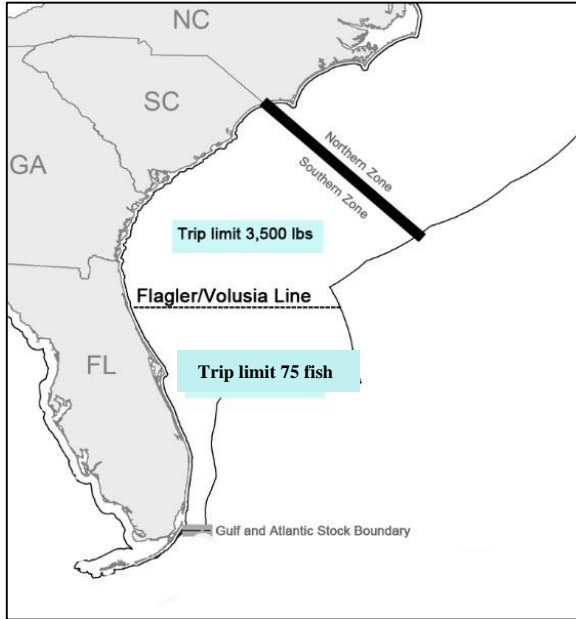 NC
SC
GA
Northern Zone
Southern Zone
Trip limit 3,500 lbs
Flagler/Volusia Line
FL
Trip limit 75 fish
Gulf and Atlantic Stock Boundary